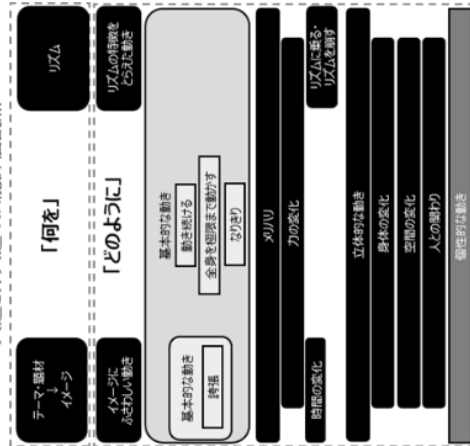 リズム
「何を」
テーマ・題材
↓
イメージ
リズムの特徴を
とらえた動き
「どのように」
イメージに
ふさわしい動き
基本的な動き
動き続ける
全身を極限まで動かす
なりきり
基本的な動き
誇張
メリハリ
力の変化
リズムに乗る・
リズムを崩す
時間の変化
立体的な動き
身体の変化
空間の変化
人との関わり
個性的な動き